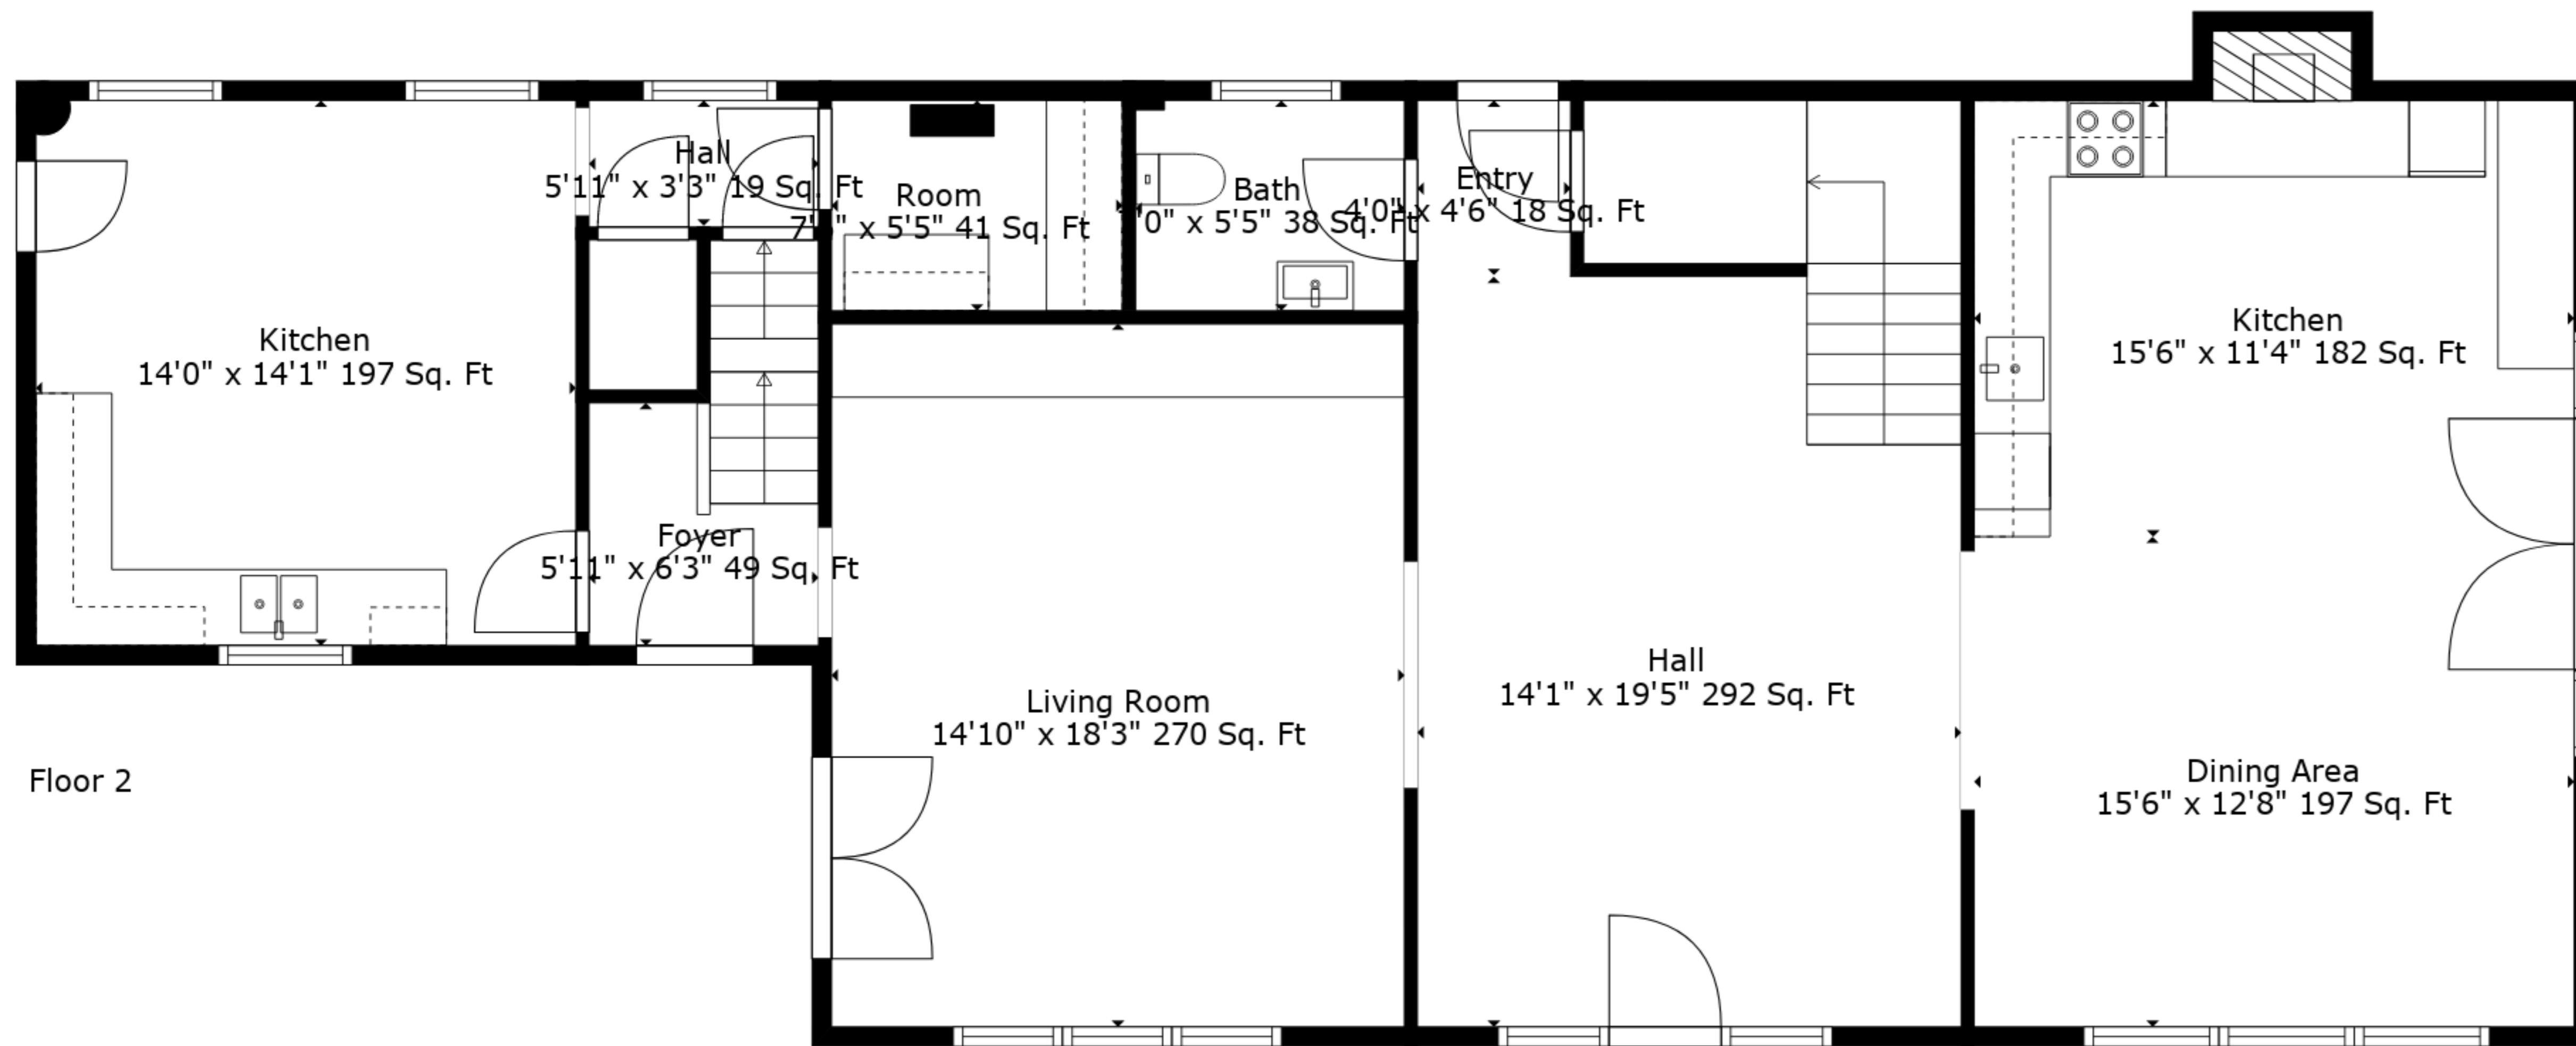 Hall
5'11" x 3'3" 19 Sq. Ft
Room
x 5'5" 41 Sq. Ft
Bath
x 5'5" 38 Sq. Ft
Entry
4'0" x 4'6" 18 Sq. Ft
Kitchen
14'0" x 14'1" 197 Sq. Ft
Kitchen
15'6" x 11'4" 182 Sq. Ft
Foyer
5'11" x 6'3" 49 Sq. Ft
Hall
14'1" x 19'5" 292 Sq. Ft
Living Room
14'10" x 18'3" 270 Sq. Ft
Floor 2
Dining Area
15'6" x 12'8" 197 Sq. Ft